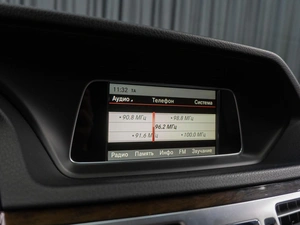 11:32
Аудио Телефон Система
90.8 МГц 98.8 МГц
96.2 МГц
91.6 МГц 100.8 МГц
Радио Память Инфо FM Звучание